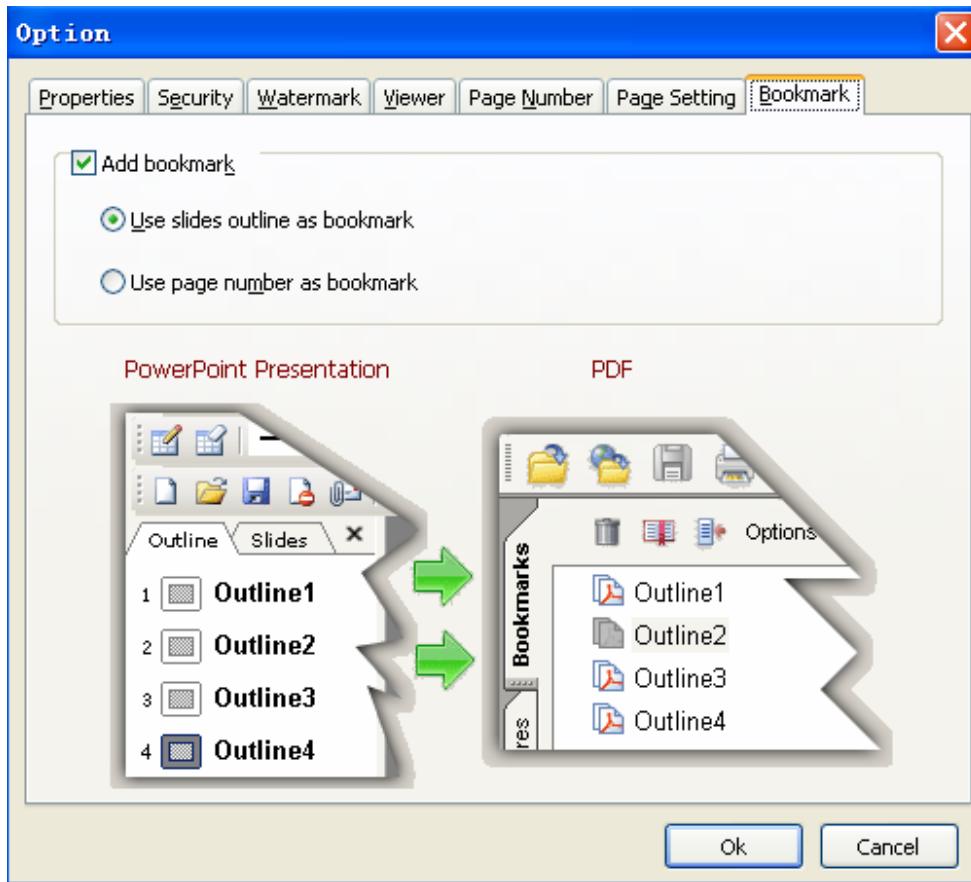 Option
Properties Security Watermark Viewer Page Number Page Setting Bookmark
Add bookmark
Use slides outline as bookmark
Use page number as bookmark
PowerPoint Presentation
PDF
Outline Slides
1 Outline1
2 Outline2
3 Outline3
4 Outline4
Options
Bookmarks
res
Outline1
Outline2
Outline3
Outline4
Ok Cancel